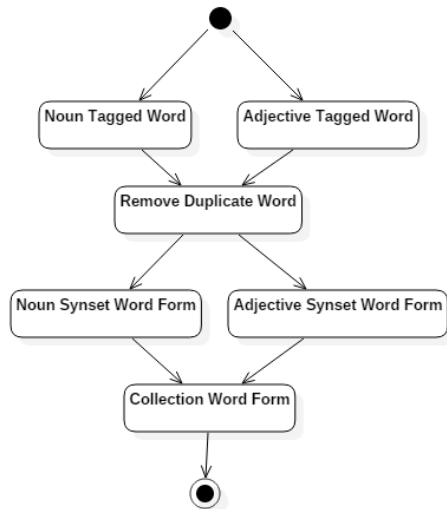 Noun Tagged Word
Adjective Tagged Word
Remove Duplicate Word
Noun Synset Word Form
Adjective Synset Word Form
Collection Word Form